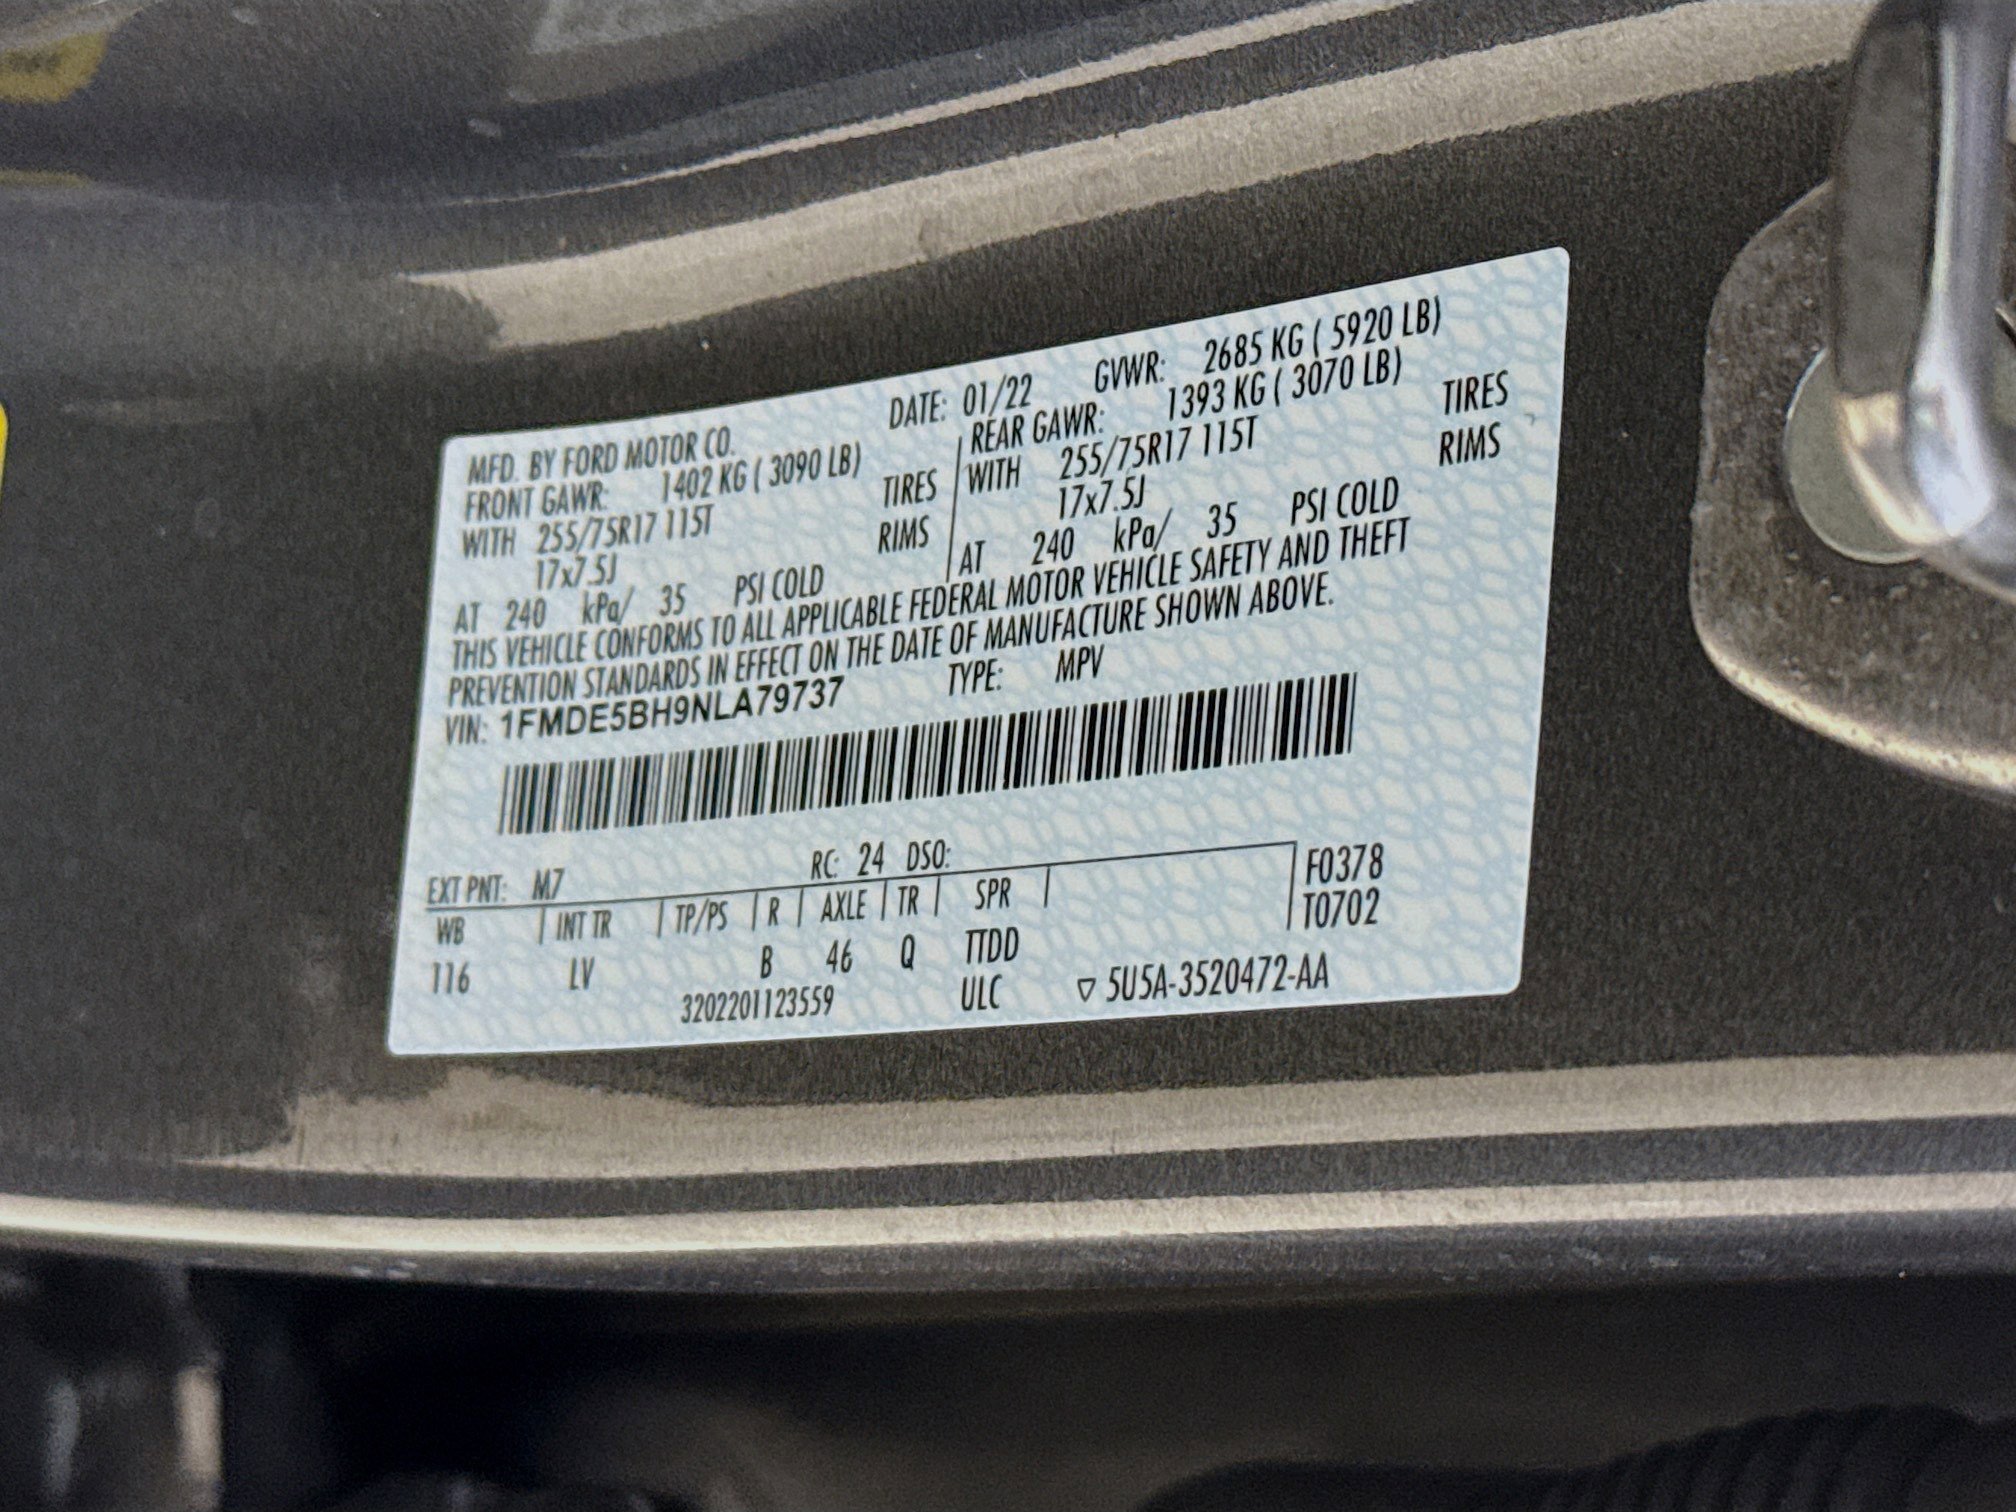 MFD. BY FORD MOTOR CO.
DATE: 01/22 GVWR: 2685 KG ( 5920 LB)
FRONT GAWR: 1402 KG ( 3090 LB)
WITH 255/75R17 115T TIRES
17x7.5J RIMS
AT 240 kPa/ 35 PSI COLD
REAR GAWR: 1393 KG ( 3070 LB)
WITH 255/75R17 115T TIRES
17x7.5J RIMS
AT 240 kPa/ 35 PSI COLD
THIS VEHICLE CONFORMS TO ALL APPLICABLE FEDERAL MOTOR VEHICLE SAFETY AND THEFT
PREVENTION STANDARDS IN EFFECT ON THE DATE OF MANUFACTURE SHOWN ABOVE.
VIN: 1FMDE5BH9NLA79737 TYPE: MPV
EXT PNT: M7 RC: 24 DSO:
WB | INT TR | TP/PS | R | AXLE | TR | SPR | F0378
T0702
116 LV B 46 Q TTDD
3202201123559 ULC ▽ 5U5A-3520472-AA